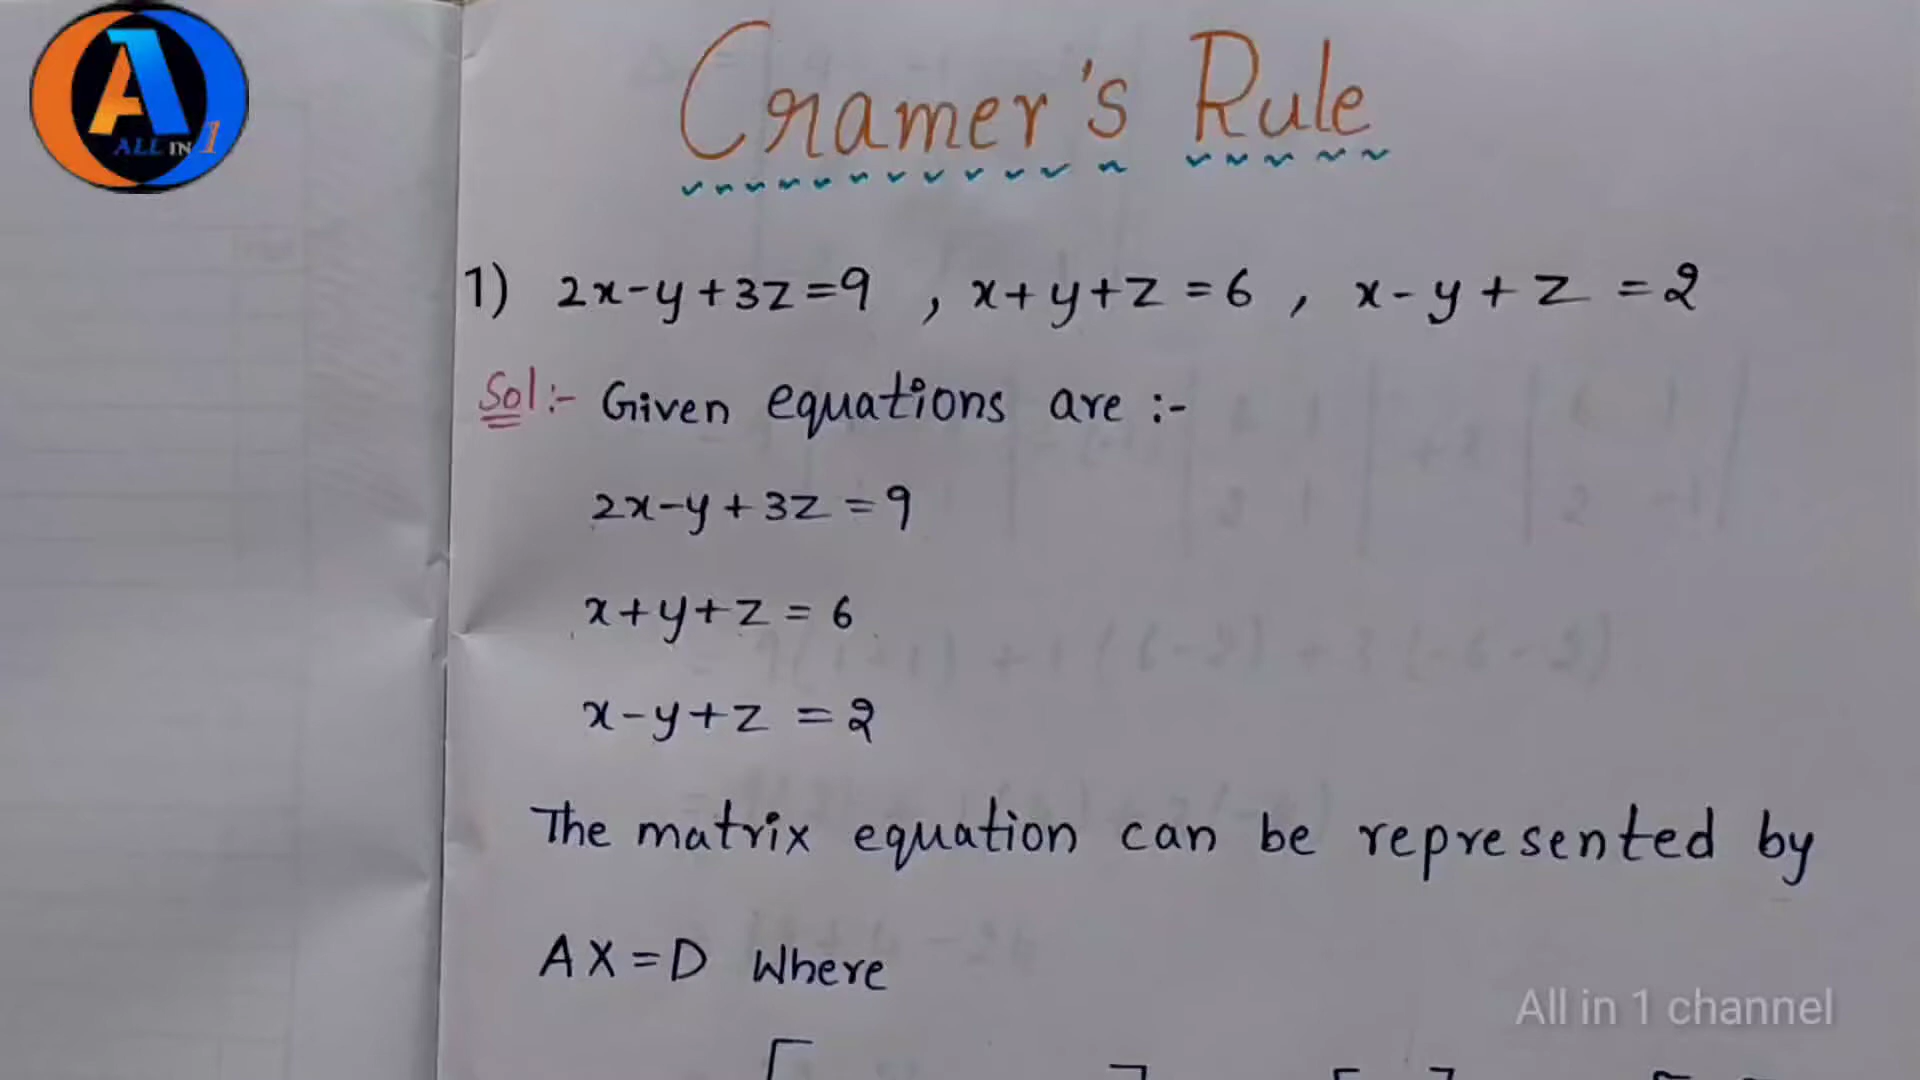 A
ALL IN 1
Cramer's Rule
1) 2x-y+3z=9 , x+y+z=6 , x-y+z=2
Sol:- Given equations are :-
2x-y+3z=9
x+y+z=6
x-y+z=2
The matrix equation can be represented by
AX=D Where
All in 1 channel